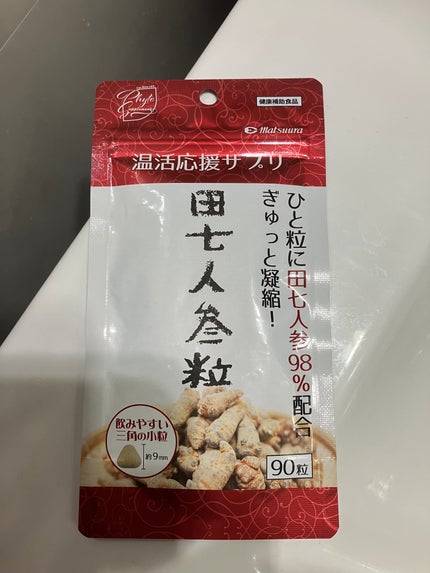 Phyto
健康補助食品
matsuura
温活応援サプリ
ひと粒に田七人参98%配合
ぎゅっと凝縮!
田七人参粒
飲みやすい
三角の小粒
約9mm
90粒